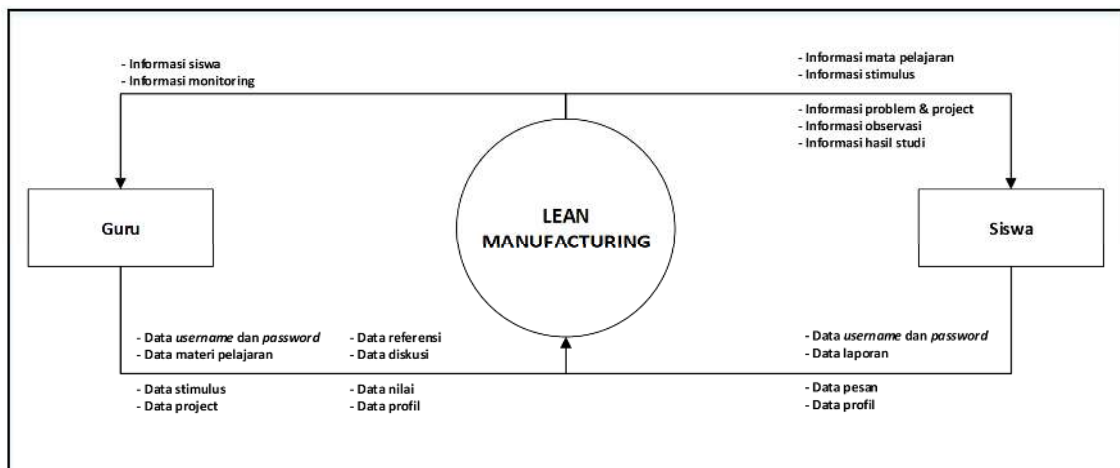 - Informasi siswa
- Informasi monitoring
- Informasi mata pelajaran
- Informasi stimulus
- Informasi problem & project
- Informasi observasi
- Informasi hasil studi
Guru
LEAN
MANUFACTURING
Siswa
- Data username dan password
- Data materi pelajaran
- Data stimulus
- Data project
- Data referensi
- Data diskusi
- Data nilai
- Data profil
- Data username dan password
- Data laporan
- Data pesan
- Data profil